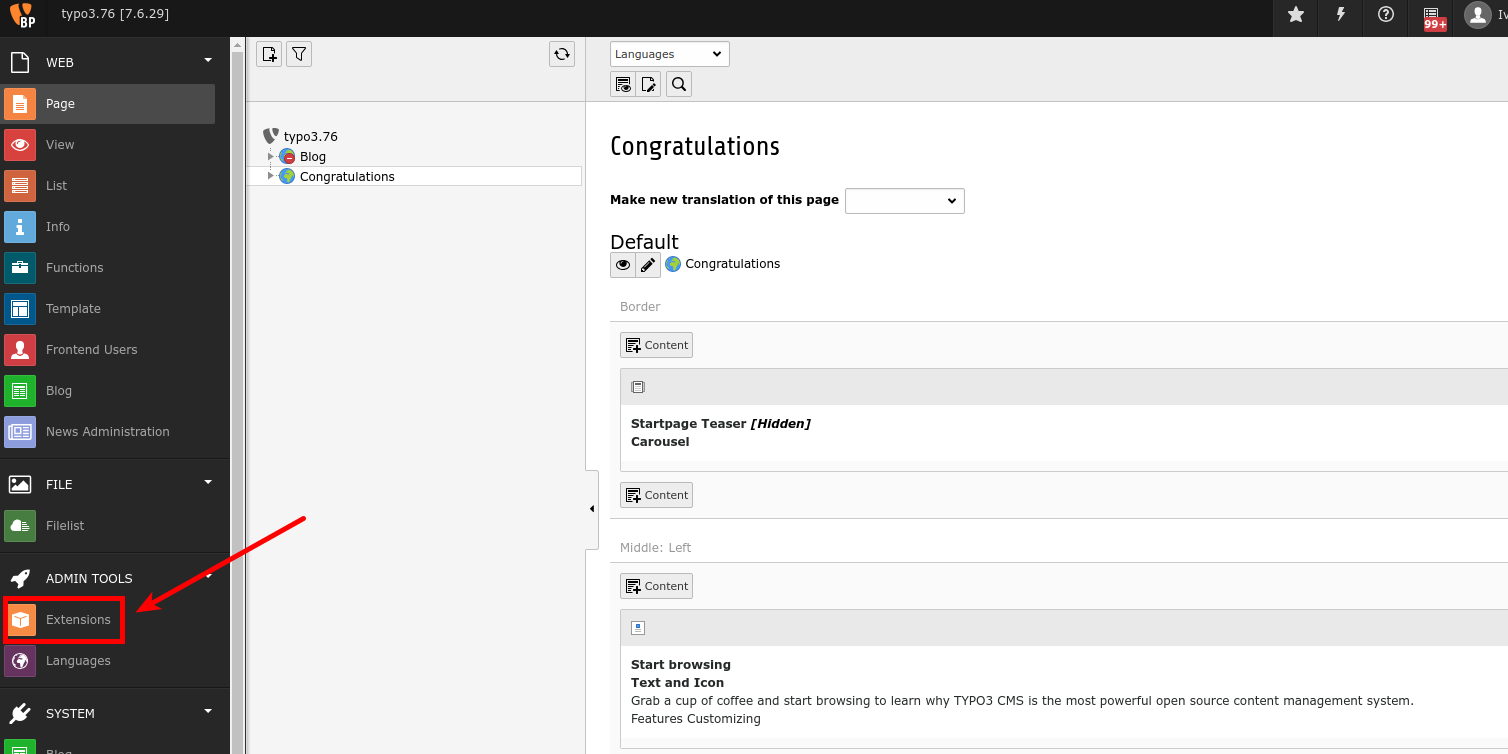 BP
typo3.76 [7.6.29]
99+
WEB
Page
View
List
Info
Functions
Template
Frontend Users
Blog
News Administration
FILE
Filelist
ADMIN TOOLS
Extensions
Languages
SYSTEM
Blog
typo3.76
Blog
Congratulations
Languages
Congratulations
Make new translation of this page
Default
Congratulations
Border
Content
Startpage Teaser [Hidden]
Carousel
Content
Middle: Left
Content
Start browsing
Text and Icon
Grab a cup of coffee and start browsing to learn why TYPO3 CMS is the most powerful open source content management system.
Features Customizing